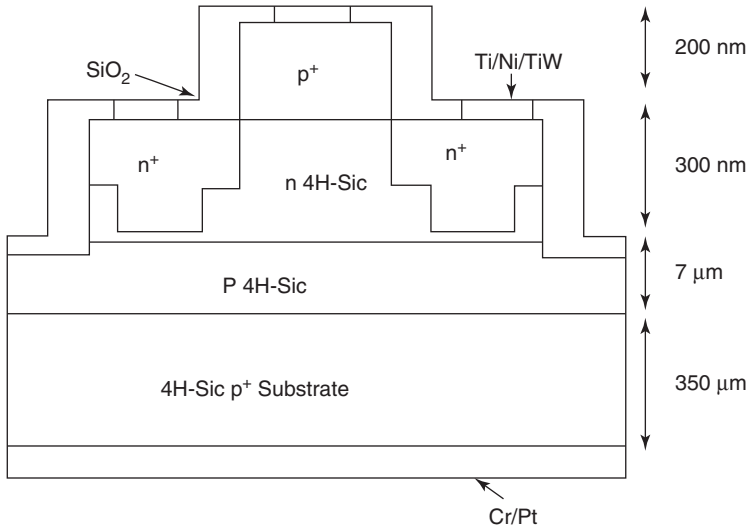 200 nm
SiO₂
Ti/Ni/TiW
p⁺
n⁺
n⁺
300 nm
n 4H-Sic
7 μm
P 4H-Sic
350 μm
4H-Sic p⁺ Substrate
Cr/Pt